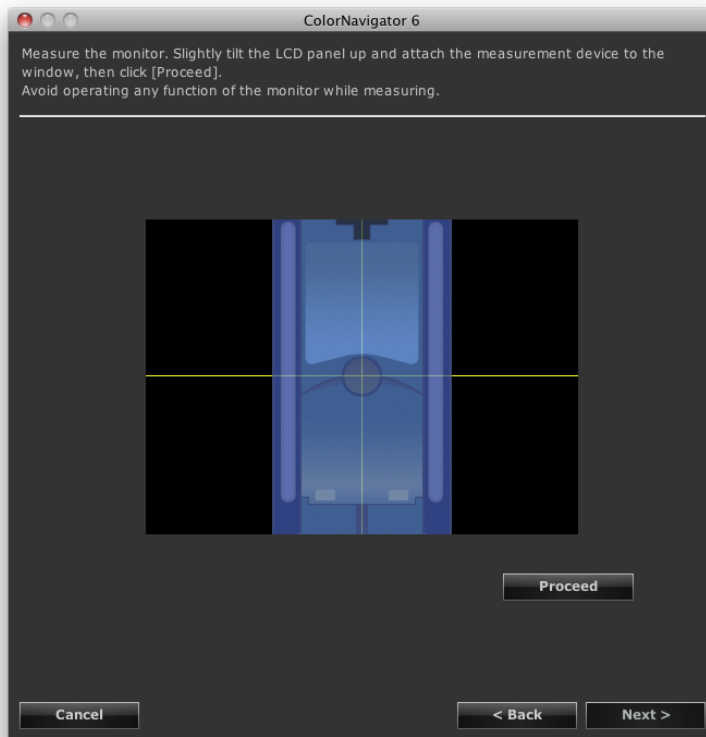 ColorNavigator 6
Measure the monitor. Slightly tilt the LCD panel up and attach the measurement device to the
window, then click [Proceed].
Avoid operating any function of the monitor while measuring.
Proceed
Cancel
< Back
Next >